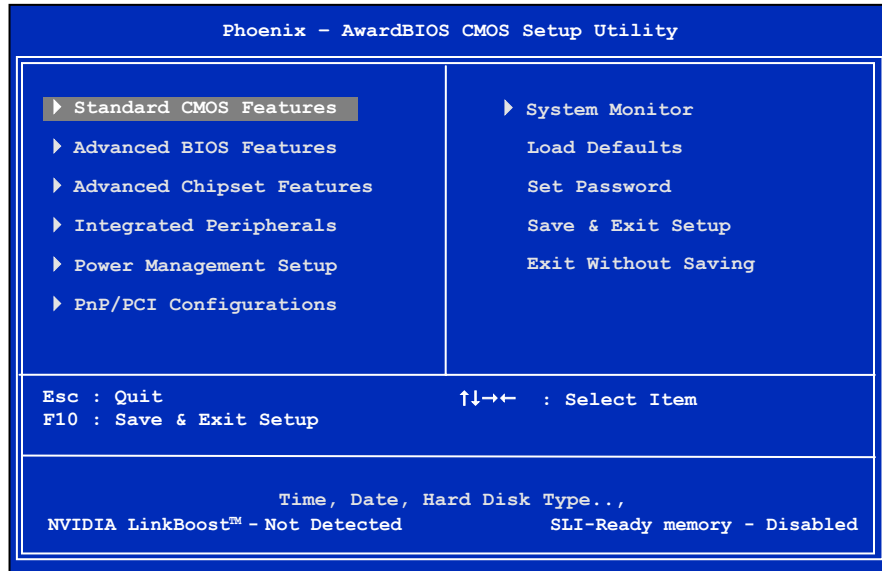 Phoenix – AwardBIOS CMOS Setup Utility
Standard CMOS Features
Advanced BIOS Features
Advanced Chipset Features
Integrated Peripherals
Power Management Setup
PnP/PCI Configurations
System Monitor
Load Defaults
Set Password
Save & Exit Setup
Exit Without Saving
Esc : Quit
F10 : Save & Exit Setup
↑↓→← : Select Item
Time, Date, Hard Disk Type..,
NVIDIA LinkBoost™ – Not Detected
SLI-Ready memory - Disabled